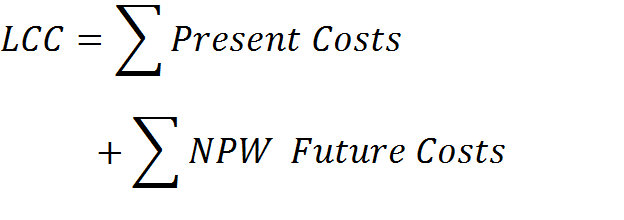 LCC = ∑ Present Costs
+ ∑ NPW Future Costs